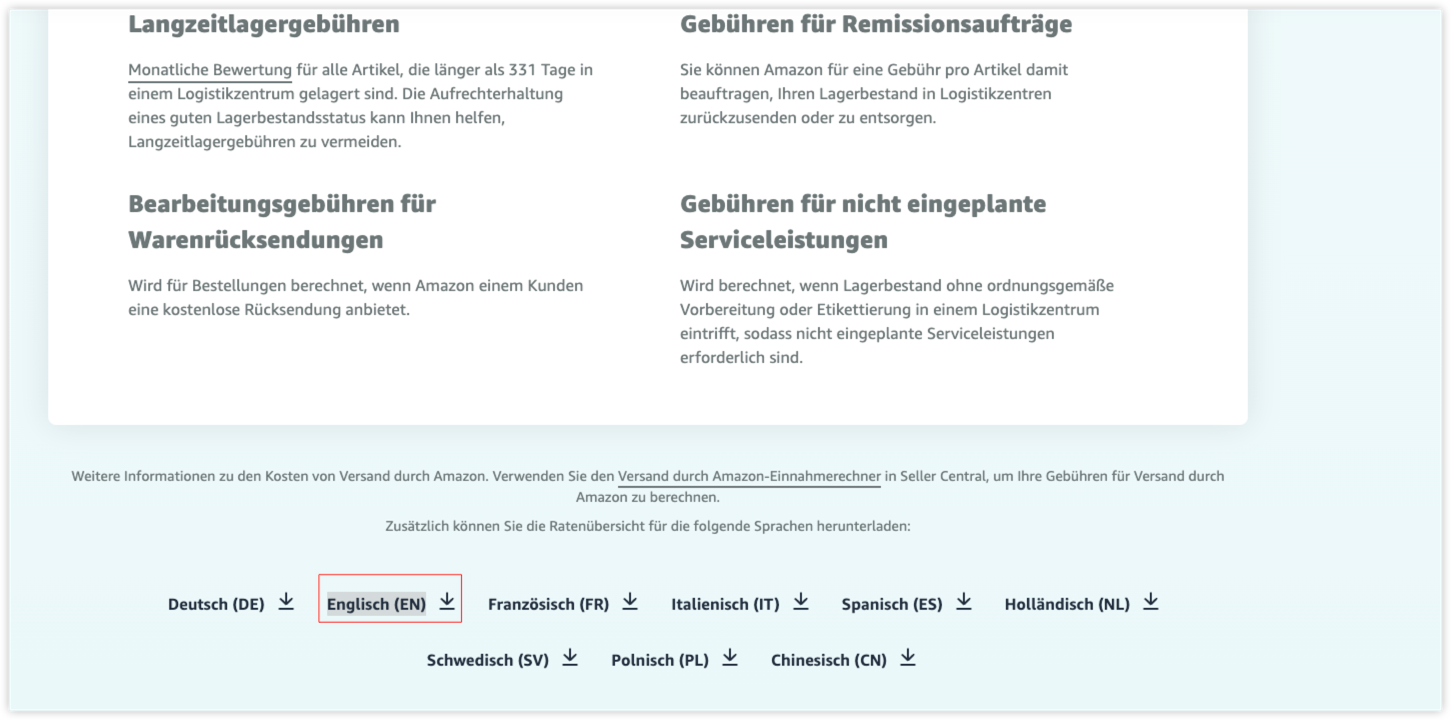 Langzeitlagergebühren
Monatliche Bewertung für alle Artikel, die länger als 331 Tage in
einem Logistikzentrum gelagert sind. Die Aufrechterhaltung
eines guten Lagerbestandsstatus kann Ihnen helfen,
Langzeitlagergebühren zu vermeiden.
Gebühren für Remissionsaufträge
Sie können Amazon für eine Gebühr pro Artikel damit
beauftragen, Ihren Lagerbestand in Logistikzentren
zurückzusenden oder zu entsorgen.
Bearbeitungsgebühren für
Warenrücksendungen
Wird für Bestellungen berechnet, wenn Amazon einem Kunden
eine kostenlose Rücksendung anbietet.
Gebühren für nicht eingeplante
Serviceleistungen
Wird berechnet, wenn Lagerbestand ohne ordnungsgemäße
Vorbereitung oder Etikettierung in einem Logistikzentrum
eintrifft, sodass nicht eingeplante Serviceleistungen
erforderlich sind.
Weitere Informationen zu den Kosten von Versand durch Amazon. Verwenden Sie den Versand durch Amazon-Einnahmerechner in Seller Central, um Ihre Gebühren für Versand durch
Amazon zu berechnen.
Zusätzlich können Sie die Ratenübersicht für die folgende Sprachen herunterladen:
Deutsch (DE) Englisch (EN) Französisch (FR) Italienisch (IT) Spanisch (ES) Holländisch (NL)
Schwedisch (SV) Polnisch (PL) Chinesisch (CN)